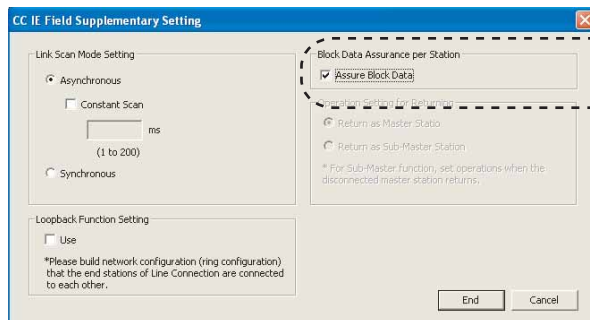 CC IE Field Supplementary Setting
Link Scan Mode Setting
Asynchronous
Constant Scan
ms
(1 to 200)
Synchronous
Loopback Function Setting
Use
*Please build network configuration (ring configuration)
that the end stations of Line Connection are connected
to each other.
Block Data Assurance per Station
Assure Block Data
Operation Setting for Returning
Return as Master Statio
Return as Sub-Master Station
* For Sub-Master function, set operations when the
disconnected master station returns.
End
Cancel